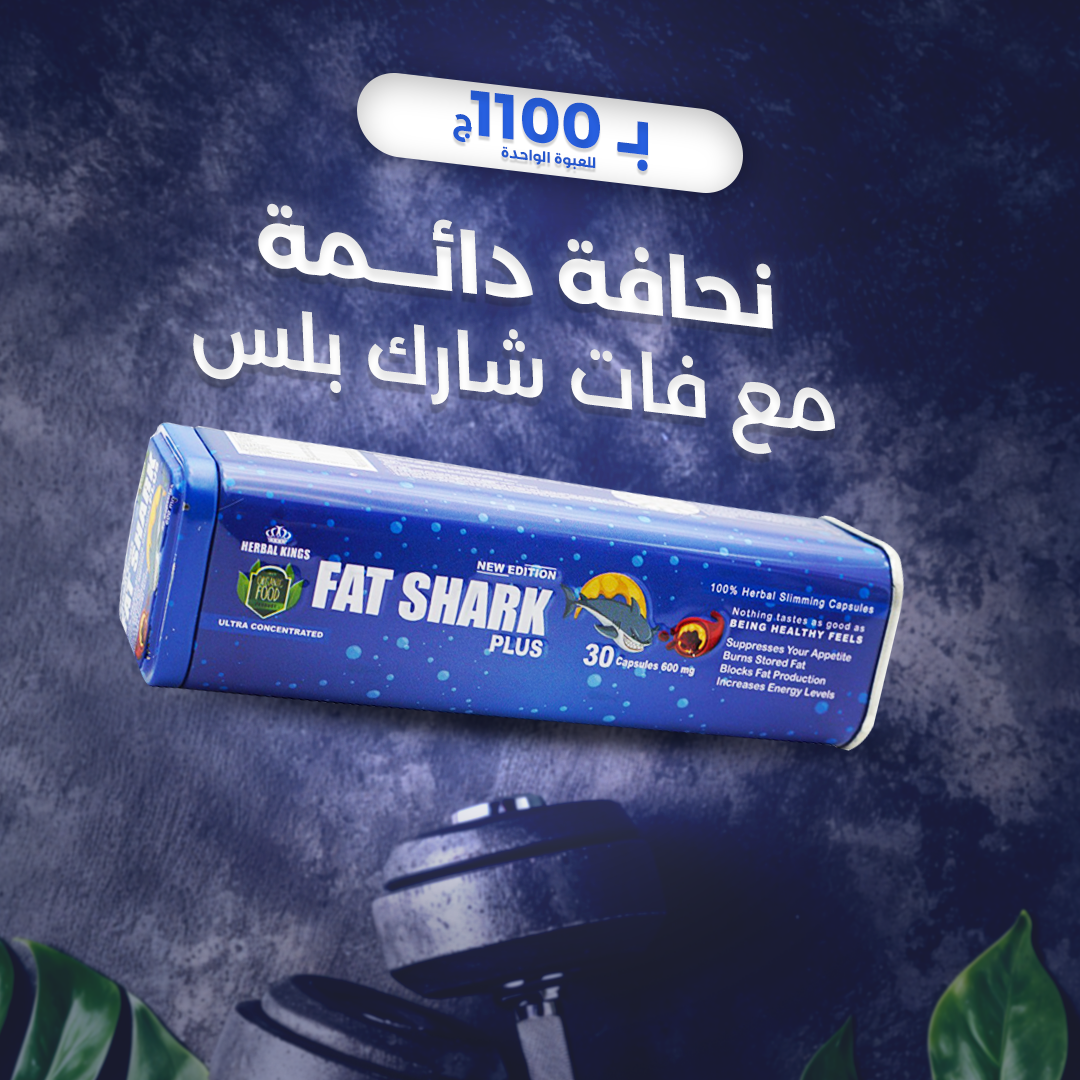 بـ 1100ج
للعبوة الواحدة
نحافة دائـــمة
مع فات شارك بلس
HERBAL KINGS
ORGANIC FOOD
ULTRA CONCENTRATED
NEW EDITION
FAT SHARK
PLUS
30 Capsules 600 mg
100% Herbal Slimming Capsules
Nothing tastes as good as
BEING HEALTHY FEELS
Suppresses Your Appetite
Burns Stored Fat
Blocks Fat Production
Increases Energy Levels